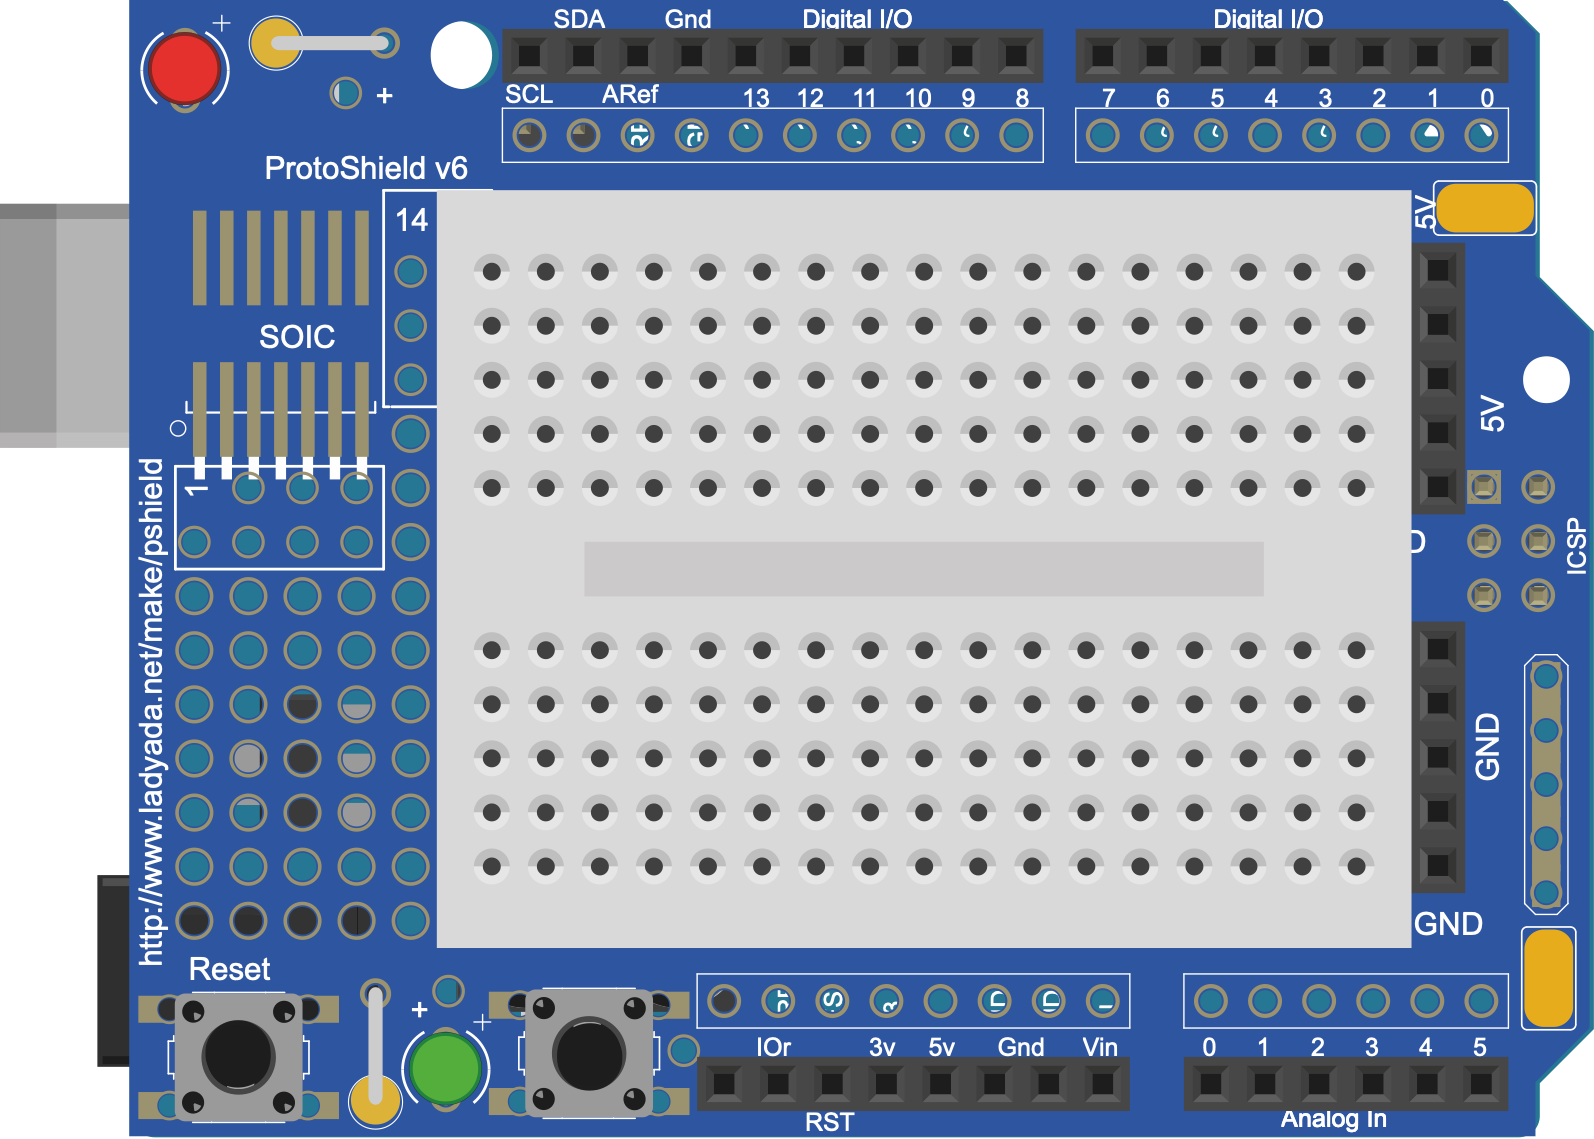 SDA Gnd Digital I/O Digital I/O
SCL ARef 13 12 11 10 9 8 7 6 5 4 3 2 1 0
+
ProtoShield v6
14
5V
SOIC
5V
1
ICSP
http://www.ladyada.net/make/pshield
GND
GND
Reset
+
IOr 3v 5v Gnd Vin 0 1 2 3 4 5
RST Analog In